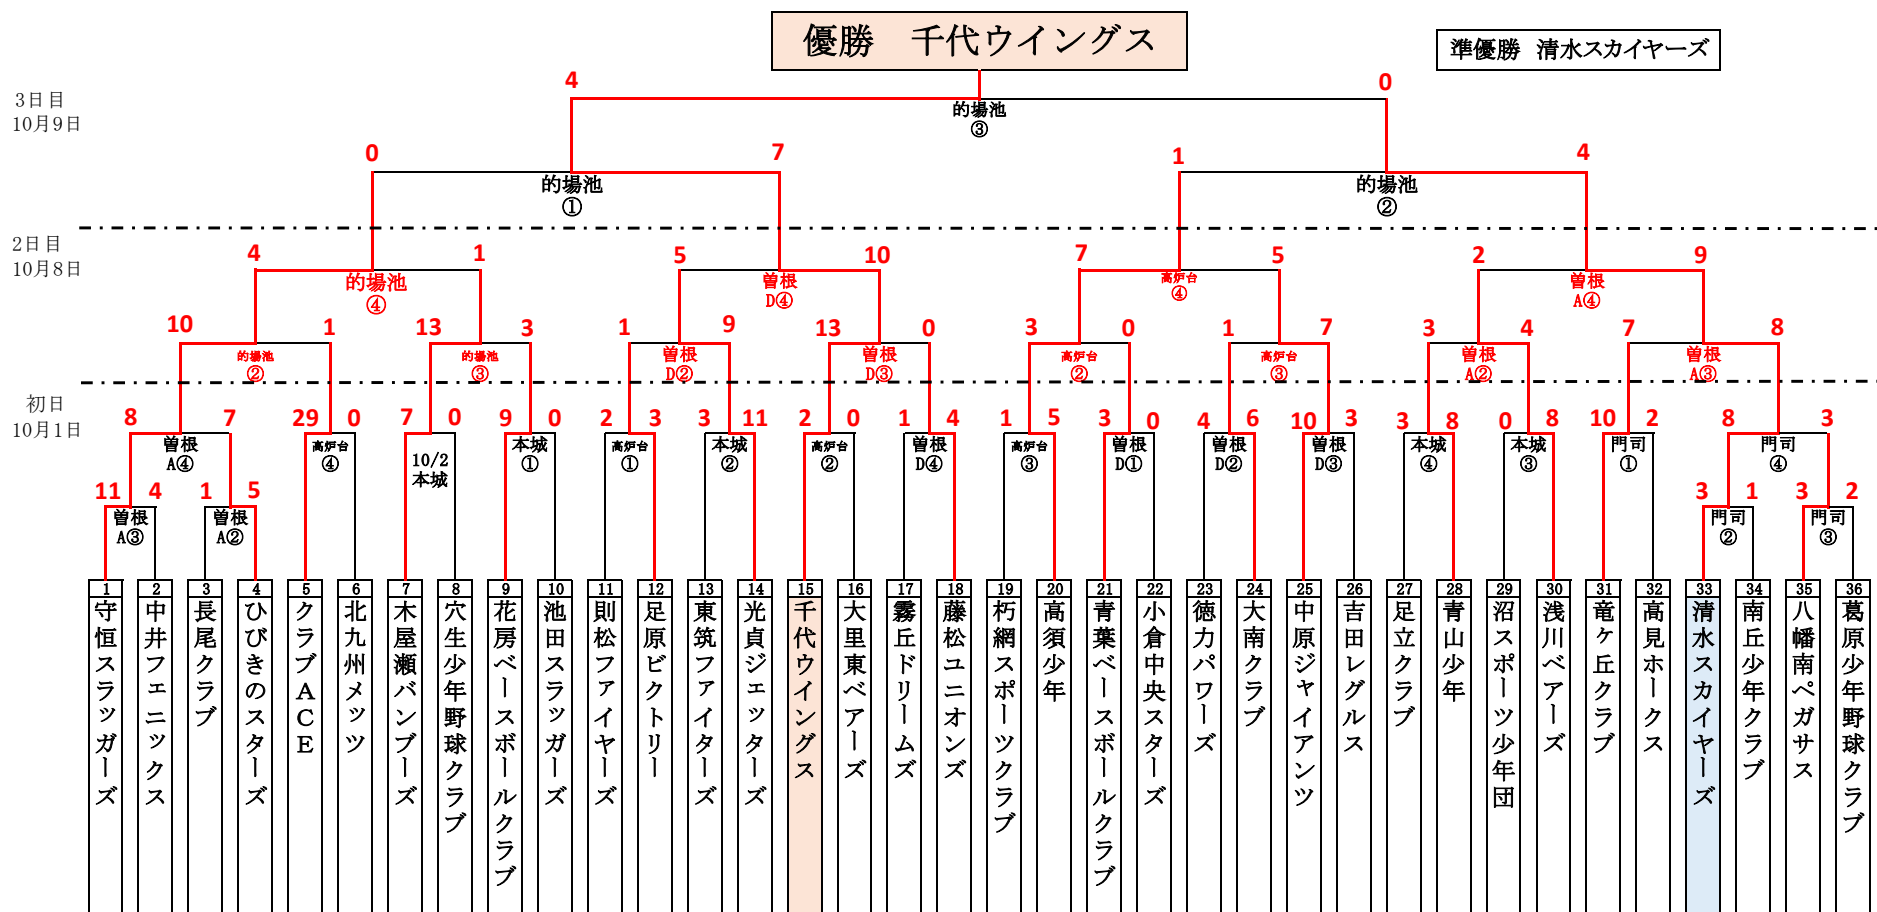 優勝　千代ウイングス
準優勝　清水スカイヤーズ
4 0
3日目
10月9日
的場池
③
0 7 1 4
的場池 的場池
① ②
2日目
10月8日
4 1 5 10 7 5 2 9
的場池 曽根 高炉台 曽根
④ D④ ④ A④
10 1 13 3 1 9 13 0 3 0 1 7 3 4 7 8
的場池 的場池 曽根 曽根 高炉台 高炉台 曽根 曽根
② ③ D② D③ ② ③ A② A③
初日
10月1日
8 7 29 0 7 0 9 0 2 3 3 11 2 0 1 4 1 5 3 0 4 6 10 3 3 8 0 8 10 2 8 3
曽根 高炉台 10/2 本城 高炉台 本城 高炉台 曽根 高炉台 曽根 曽根 曽根 本城 本城 門司 門司
A④ ④ 本城 ① ① ② ② D④ ③ D① D② D③ ④ ③ ① ④
11 4 1 5 3 1 3 2
曽根 曽根 門司 門司
A③ A② ② ③
1 守恒スラッガーズ
2 中井フェニックス
3 長尾クラブ
4 ひびきのスターズ
5 クラブACE
6 北九州メッツ
7 木屋瀬バンブーズ
8 穴生少年野球クラブ
9 花房ベースボールクラブ
10 池田スラッガーズ
11 則松ファイヤーズ
12 足原ビクトリー
13 東筑ファイターズ
14 光貞ジェッターズ
15 千代ウイングス
16 大里東ベアーズ
17 霧丘ドリームズ
18 藤松ユニオンズ
19 朽網スポーツクラブ
20 高須少年
21 青葉ベースボールクラブ
22 小倉中央スターズ
23 徳力パワーズ
24 大南クラブ
25 中原ジャイアンツ
26 吉田レグルス
27 足立クラブ
28 青山少年
29 沼スポーツ少年団
30 浅川ベアーズ
31 竜ケ丘クラブ
32 高見ホークス
33 清水スカイヤーズ
34 南丘少年クラブ
35 八幡南ペガサス
36 葛原少年野球クラブ